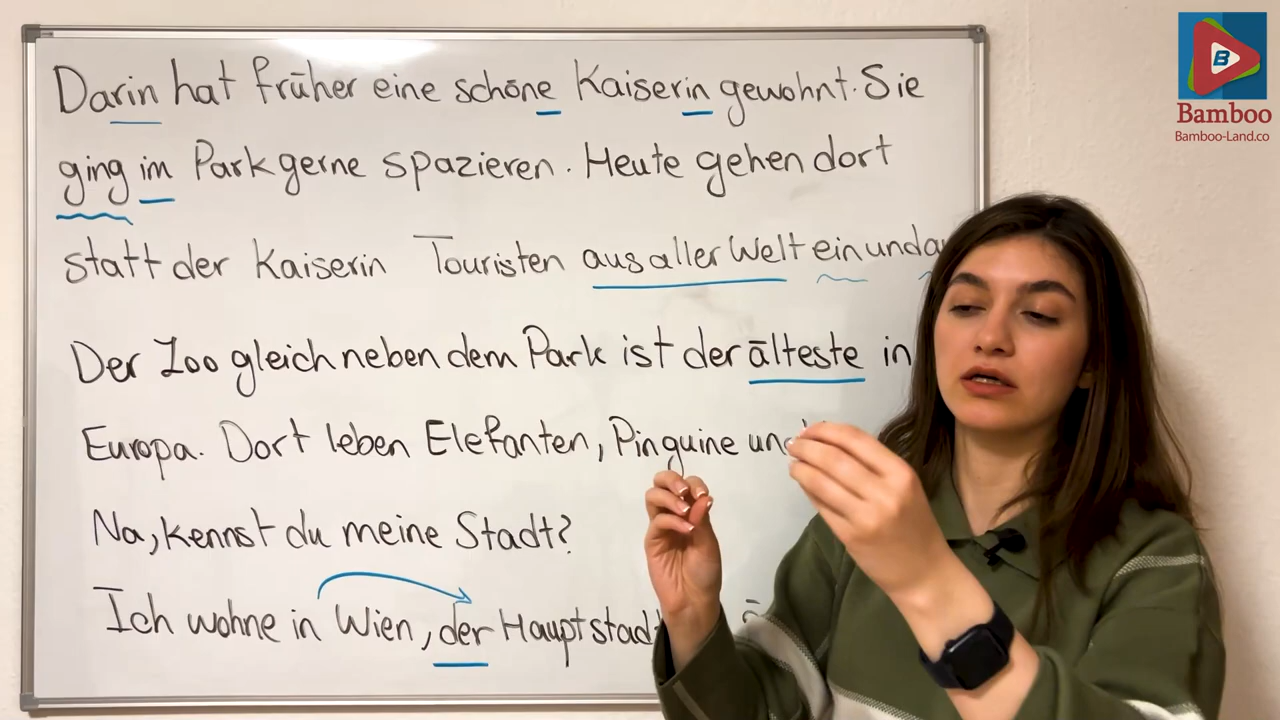 Darin hat früher eine schöne Kaiserin gewohnt. Sie
ging im Park gerne spazieren. Heute gehen dort
statt der Kaiserin Touristen aus aller Welt ein und
Der Zoo gleich neben dem Park ist der älteste in
Europa. Dort leben Elefanten, Pinguine und
Na, kennst du meine Stadt?
Ich wohne in Wien, der Hauptstadt
B
Bamboo
Bamboo-Land.co